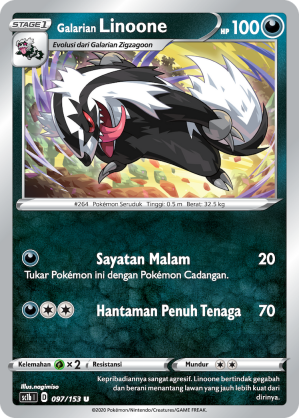 STAGE 1 Galarian Linoone HP 100
Evolusi dari Galarian Zigzagoon
#264 Pokémon Seruduk Tinggi: 0.5 m Berat: 32.5 kg
Sayatan Malam 20
Tukar Pokémon ini dengan Pokémon Cadangan.
Hantaman Penuh Tenaga 70
Kelemahan ×2 Resistansi Mundur
Illus.nagimiso
Kepribadiannya sangat agresif. Linoone bertindak gegabah
dan berani menantang lawan yang lebih kuat dari
dirinya.
097/153 U
©2020 Pokémon/Nintendo/Creatures/GAME FREAK.